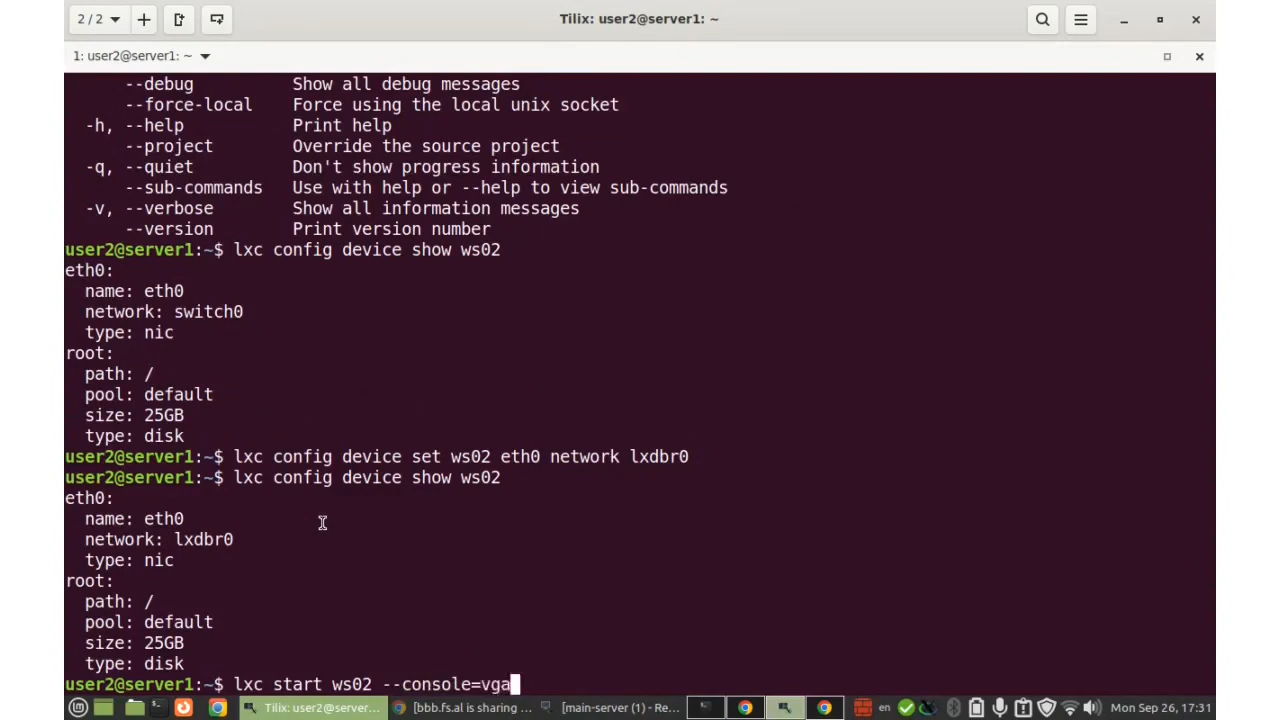 2 / 2
Tilix: user2@server1: ~
1: user2@server1: ~
--debug Show all debug messages
--force-local Force using the local unix socket
-h, --help Print help
--project Override the source project
-q, --quiet Don't show progress information
--sub-commands Use with help or --help to view sub-commands
-v, --verbose Show all information messages
--version Print version number
user2@server1:~$ lxc config device show ws02
eth0:
name: eth0
network: switch0
type: nic
root:
path: /
pool: default
size: 25GB
type: disk
user2@server1:~$ lxc config device set ws02 eth0 network lxdbr0
user2@server1:~$ lxc config device show ws02
eth0:
name: eth0
network: lxdbr0
type: nic
root:
path: /
pool: default
size: 25GB
type: disk
user2@server1:~$ lxc start ws02 --console=vga
Tilix: user2@server... [bbb.fs.al is sharing ... [main-server (1) - Re... en Mon Sep 26, 17:31